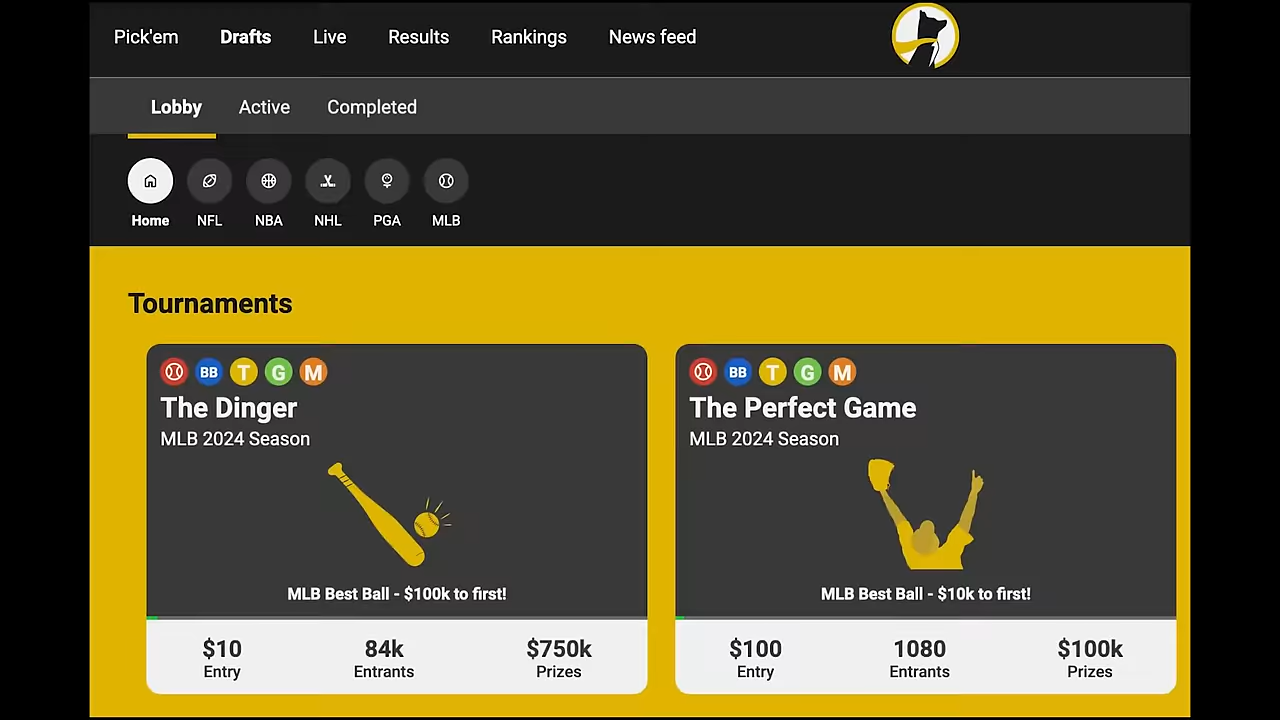 Pick'em Drafts Live Results Rankings News feed
Lobby Active Completed
Home NFL NBA NHL PGA MLB
Tournaments
BB T G M
The Dinger
MLB 2024 Season
MLB Best Ball - $100k to first!
$10 84k $750k
Entry Entrants Prizes
BB T G M
The Perfect Game
MLB 2024 Season
MLB Best Ball - $10k to first!
$100 1080 $100k
Entry Entrants Prizes